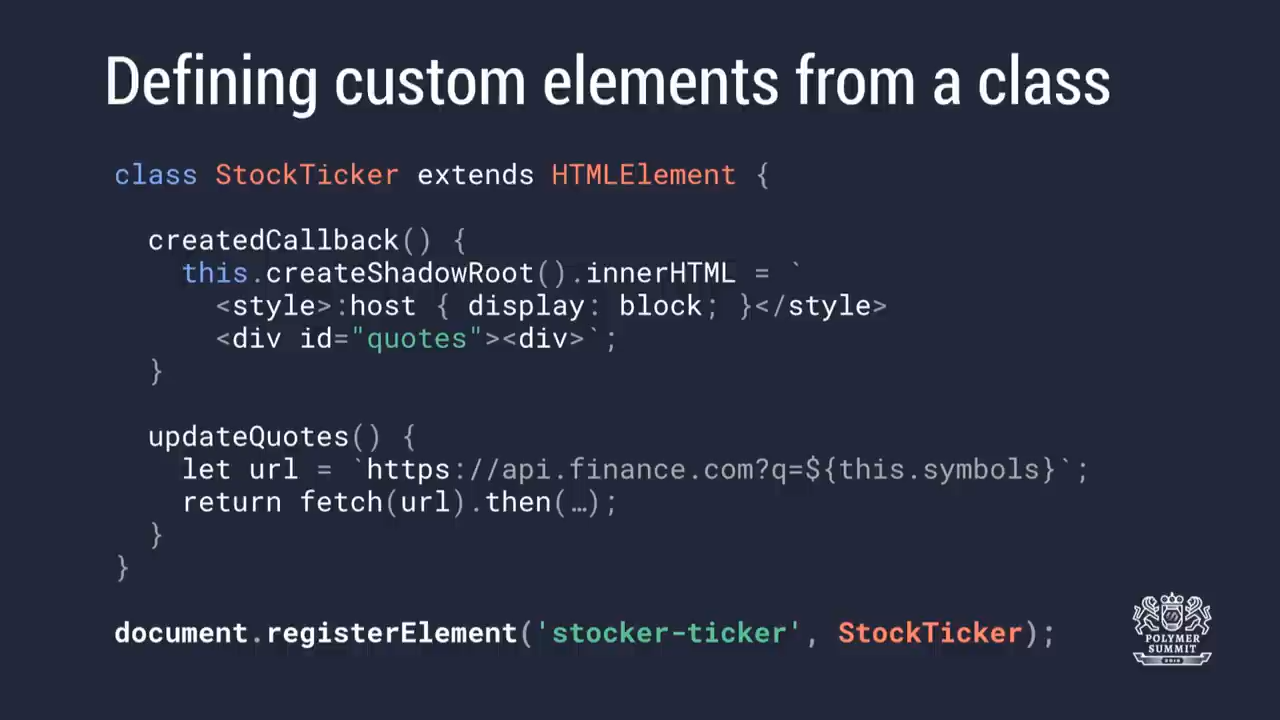 Defining custom elements from a class
class StockTicker extends HTMLElement {
createdCallback() {
this.createShadowRoot().innerHTML = `
<style>:host { display: block; }</style>
<div id="quotes"><div>`;
}
updateQuotes() {
let url = `https://api.finance.com?q=${this.symbols}`;
return fetch(url).then(…);
}
}
document.registerElement('stocker-ticker', StockTicker);
POLYMER
SUMMIT